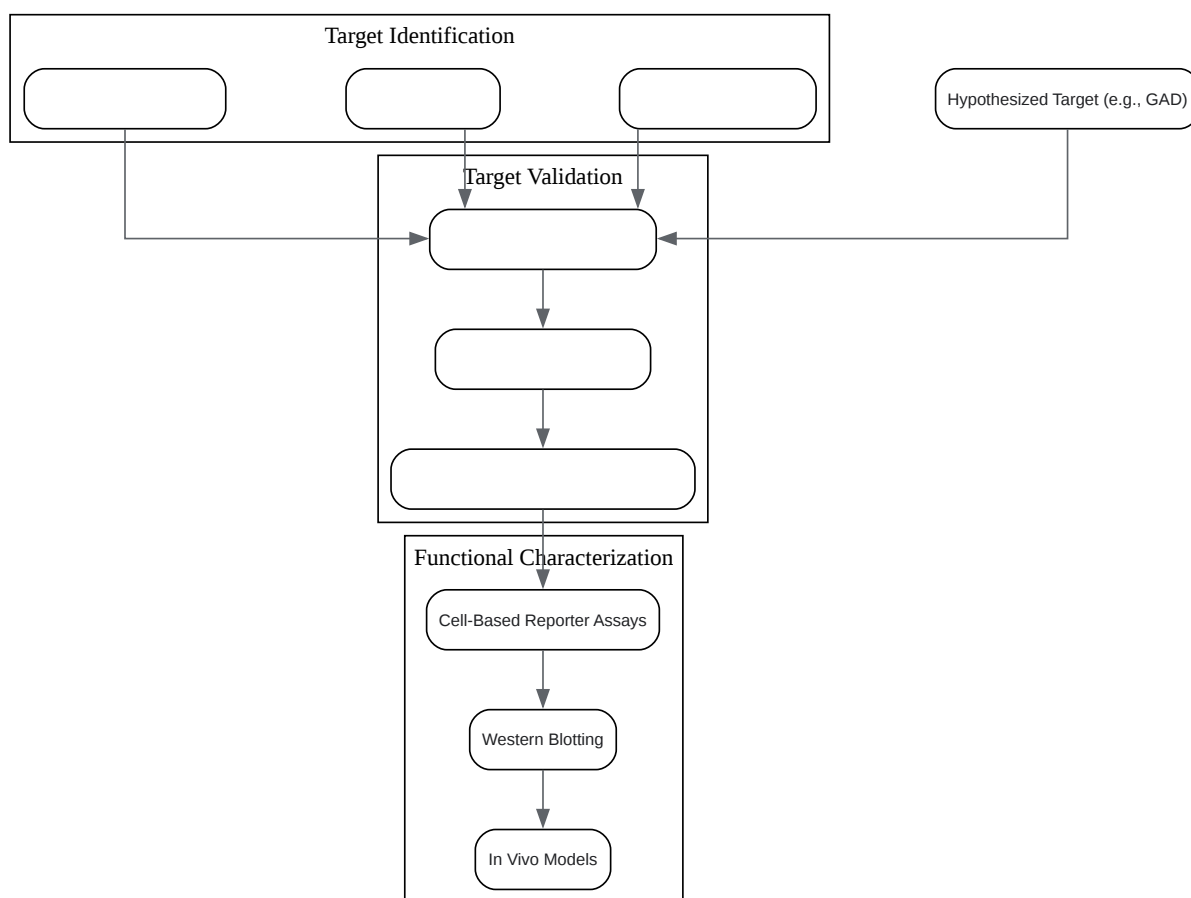 Target Identification
Hypothesized Target (e.g., GAD)
Target Validation
Functional Characterization
Cell-Based Reporter Assays
Western Blotting
In Vivo Models